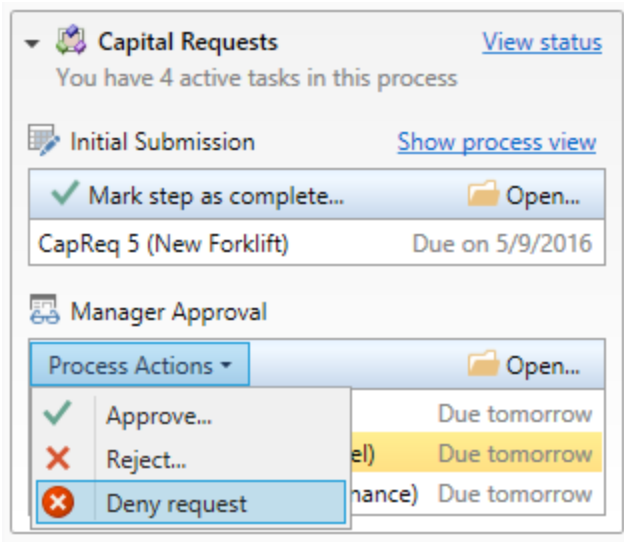 Capital Requests View status
You have 4 active tasks in this process
Initial Submission Show process view
Mark step as complete... Open...
CapReq 5 (New Forklift) Due on 5/9/2016
Manager Approval
Process Actions Open...
Approve... Due tomorrow
Reject... el) Due tomorrow
Deny request nance) Due tomorrow